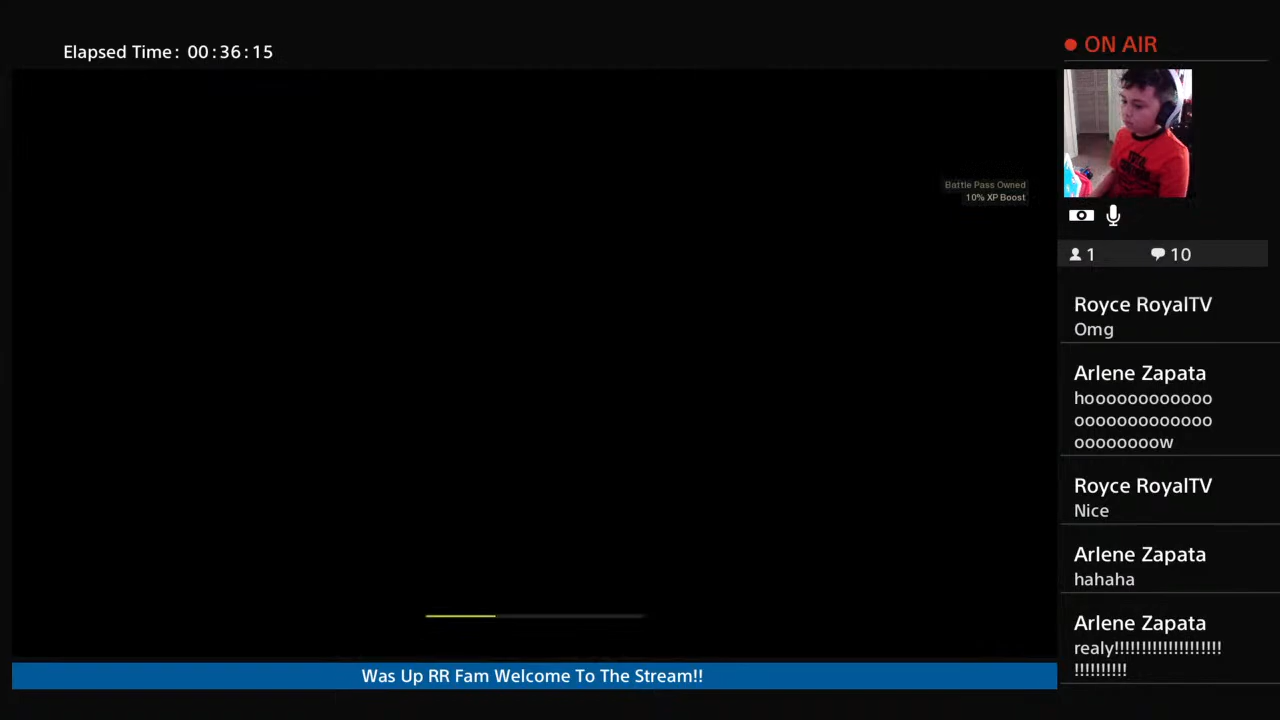 Elapsed Time: 00:36:15
ON AIR
Battle Pass Owned
10% XP Boost
1
10
Royce RoyalTV
Omg
Arlene Zapata
hoooooooooooo
ooooooooooooo
ooooooooow
Royce RoyalTV
Nice
Arlene Zapata
hahaha
Arlene Zapata
realy!!!!!!!!!!!!!!!!!!!!
!!!!!!!!!!
Was Up RR Fam Welcome To The Stream!!